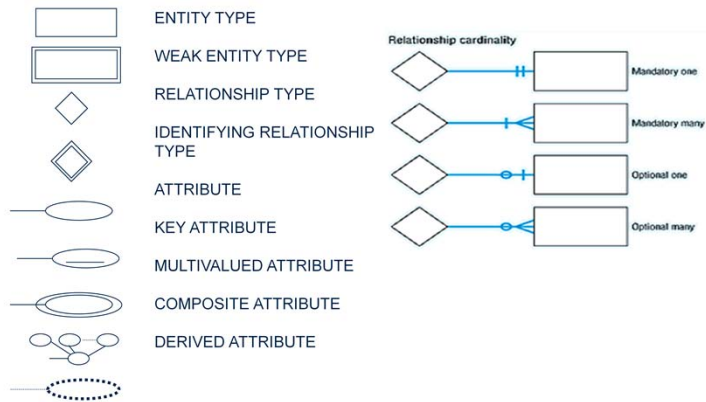 ENTITY TYPE
WEAK ENTITY TYPE
RELATIONSHIP TYPE
IDENTIFYING RELATIONSHIP
TYPE
ATTRIBUTE
KEY ATTRIBUTE
MULTIVALUED ATTRIBUTE
COMPOSITE ATTRIBUTE
DERIVED ATTRIBUTE
Relationship cardinality
Mandatory one
Mandatory many
Optional one
Optional many